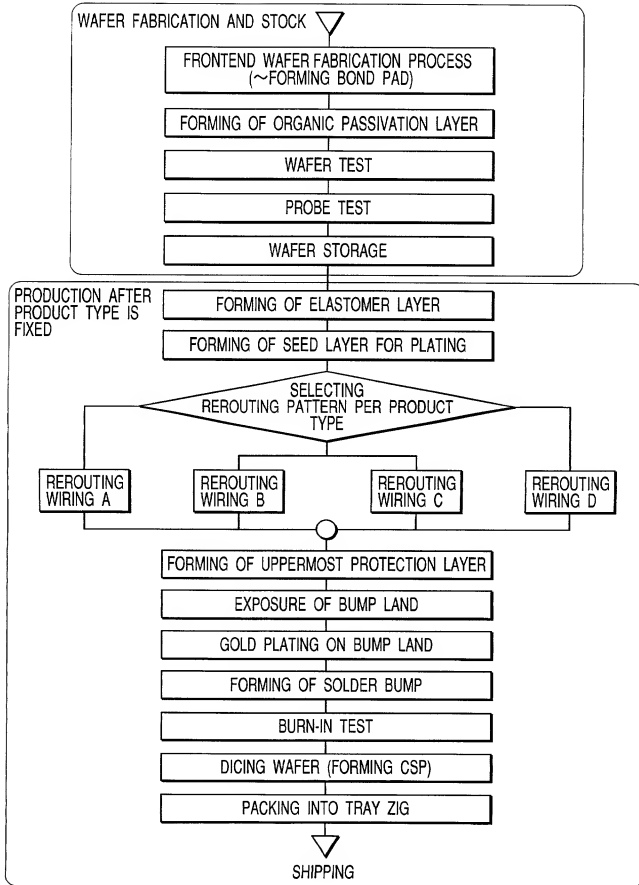 WAFER FABRICATION AND STOCK
FRONTEND WAFER FABRICATION PROCESS
(~FORMING BOND PAD)
FORMING OF ORGANIC PASSIVATION LAYER
WAFER TEST
PROBE TEST
WAFER STORAGE
PRODUCTION AFTER
PRODUCT TYPE IS
FIXED
FORMING OF ELASTOMER LAYER
FORMING OF SEED LAYER FOR PLATING
SELECTING
REROUTING PATTERN PER PRODUCT
TYPE
REROUTING
WIRING A
REROUTING
WIRING B
REROUTING
WIRING C
REROUTING
WIRING D
FORMING OF UPPERMOST PROTECTION LAYER
EXPOSURE OF BUMP LAND
GOLD PLATING ON BUMP LAND
FORMING OF SOLDER BUMP
BURN-IN TEST
DICING WAFER (FORMING CSP)
PACKING INTO TRAY ZIG
SHIPPING